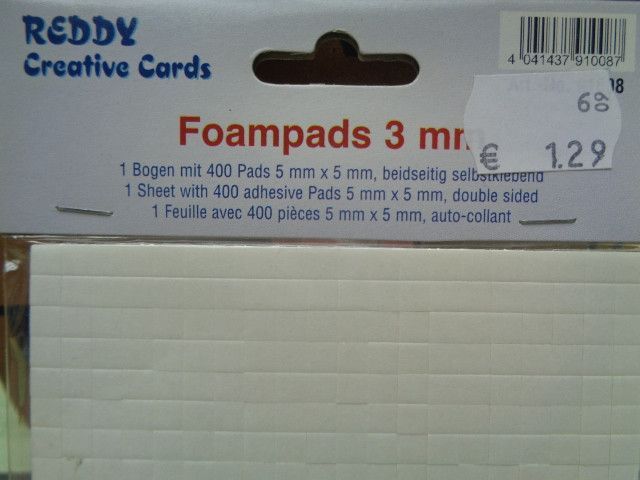 REDDY
Creative Cards
4 041437 910087
08
68
€ 1.29
Foampads 3 mm
1 Bogen mit 400 Pads 5 mm x 5 mm, beidseitig selbstklebend
1 Sheet with 400 adhesive Pads 5 mm x 5 mm, double sided
1 Feuille avec 400 pièces 5 mm x 5 mm, auto-collant